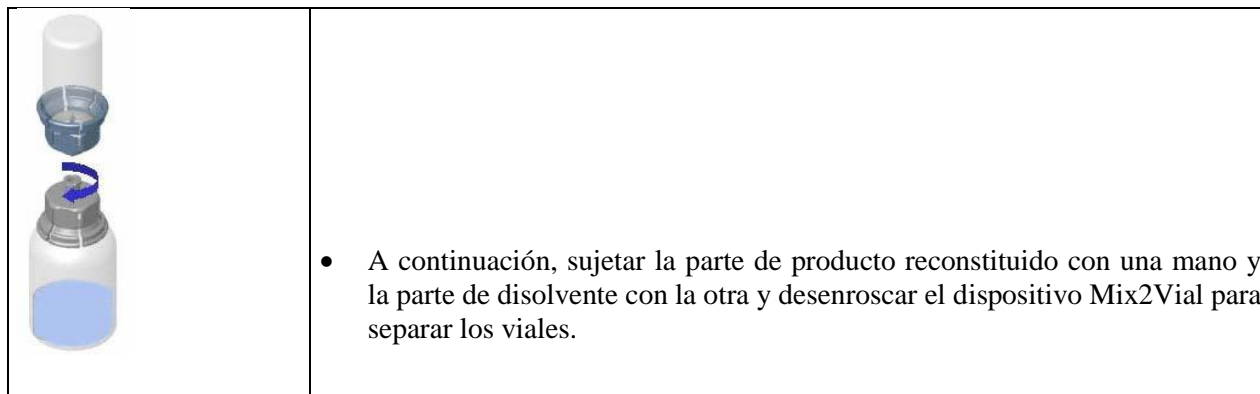 • A continuación, sujetar la parte de producto reconstituido con una mano y
la parte de disolvente con la otra y desenroscar el dispositivo Mix2Vial para
separar los viales.